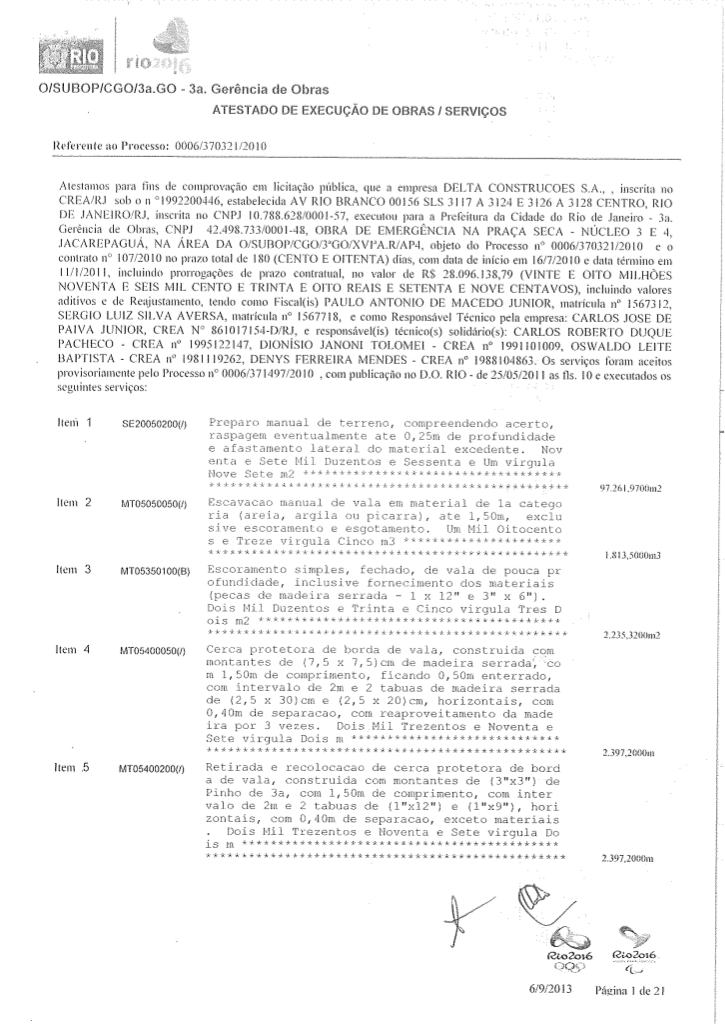 RIO
rio2016
O/SUBOP/CGO/3a.GO - 3a. Gerência de Obras
ATESTADO DE EXECUÇÃO DE OBRAS / SERVIÇOS
Referente ao Processo: 0006/370321/2010
Atestamos para fins de comprovação em licitação pública, que a empresa DELTA CONSTRUCOES S.A., , inscrita no
CREA/RJ sob o n °1992200446, estabelecida AV RIO BRANCO 00156 SLS 3117 A 3124 E 3126 A 3128 CENTRO, RIO
DE JANEIRO/RJ, inscrita no CNPJ 10.788.628/0001-57, executou para a Prefeitura da Cidade do Rio de Janeiro - 3a.
Gerência de Obras, CNPJ 42.498.733/0001-48, OBRA DE EMERGÊNCIA NA PRAÇA SECA - NÚCLEO 3 E 4,
JACAREPAGUÁ, NA ÁREA DA O/SUBOP/CGO/3ªGO/XVIª.R/AP4, objeto do Processo n° 0006/370321/2010 e o
contrato n° 107/2010 no prazo total de 180 (CENTO E OITENTA) dias, com data de início em 16/7/2010 e data término em
11/1/2011, incluindo prorrogações de prazo contratual, no valor de R$ 28.096.138,79 (VINTE E OITO MILHÕES
NOVENTA E SEIS MIL CENTO E TRINTA E OITO REAIS E SETENTA E NOVE CENTAVOS), incluindo valores
aditivos e de Reajustamento, tendo como Fiscal(is) PAULO ANTONIO DE MACEDO JUNIOR, matrícula nº 1567312,
SERGIO LUIZ SILVA AVERSA, matrícula nº 1567718, e como Responsável Técnico pela empresa: CARLOS JOSE DE
PAIVA JUNIOR, CREA N° 861017154-D/RJ, e responsável(is) técnico(s) solidário(s): CARLOS ROBERTO DUQUE
PACHECO - CREA nº 1995122147, DIONÍSIO JANONI TOLOMEI - CREA nº 1991101009, OSWALDO LEITE
BAPTISTA - CREA nº 1981119262, DENYS FERREIRA MENDES - CREA nº 1988104863. Os serviços foram aceitos
provisoriamente pelo Processo n° 0006/371497/2010 , com publicação no D.O. RIO - de 25/05/2011 as fls. 10 e executados os
seguintes serviços:
Item 1 SE20050200(/) Preparo manual de terreno, compreendendo acerto,
raspagem eventualmente ate 0,25m de profundidade
e afastamento lateral do material excedente. Nov
enta e Sete Mil Duzentos e Sessenta e Um virgula
Nove Sete m2 **************************************
************************************************ 97.261,9700m2
Item 2 MT05050050(/) Escavacao manual de vala em material de 1a catego
ria (areia, argila ou picarra), ate 1,50m, exclu
sive escoramento e esgotamento. Um Mil Oitocento
s e Treze virgula Cinco m3 **********************
************************************************ 1.813,5000m3
Item 3 MT05350100(B) Escoramento simples, fechado, de vala de pouca pr
ofundidade, inclusive fornecimento dos materiais
(pecas de madeira serrada - 1 x 12" e 3" x 6").
Dois Mil Duzentos e Trinta e Cinco virgula Tres D
ois m2 ******************************************
************************************************ 2.235,3200m2
Item 4 MT05400050(/) Cerca protetora de borda de vala, construida com
montantes de (7,5 x 7,5)cm de madeira serrada, co
m 1,50m de comprimento, ficando 0,50m enterrado,
com intervalo de 2m e 2 tabuas de madeira serrada
de (2,5 x 30)cm e (2,5 x 20)cm, horizontais, com
0,40m de separacao, com reaproveitamento da made
ira por 3 vezes. Dois Mil Trezentos e Noventa e
Sete virgula Dois m *****************************
************************************************ 2.397,2000m
Item 5 MT05400200(/) Retirada e recolocacao de cerca protetora de bord
a de vala, construida com montantes de (3"x3") de
Pinho de 3a, com 1,50m de comprimento, com inter
valo de 2m e 2 tabuas de (1"x12") e (1"x9"), hori
zontais, com 0,40m de separacao, exceto materiais
. Dois Mil Trezentos e Noventa e Sete virgula Do
is m ********************************************
************************************************ 2.397,2000m
Rio2016 Rio2016
6/9/2013 Página 1 de 21